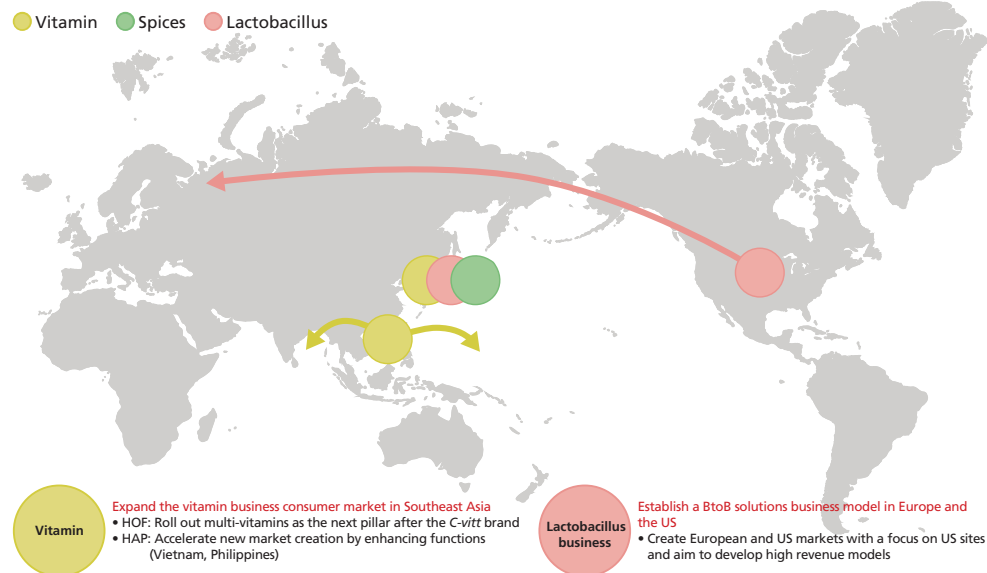 Vitamin Spices Lactobacillus
Vitamin
Expand the vitamin business consumer market in Southeast Asia
• HOF: Roll out multi-vitamins as the next pillar after the C-vitt brand
• HAP: Accelerate new market creation by enhancing functions
(Vietnam, Philippines)
Lactobacillus
business
Establish a BtoB solutions business model in Europe and
the US
• Create European and US markets with a focus on US sites
and aim to develop high revenue models